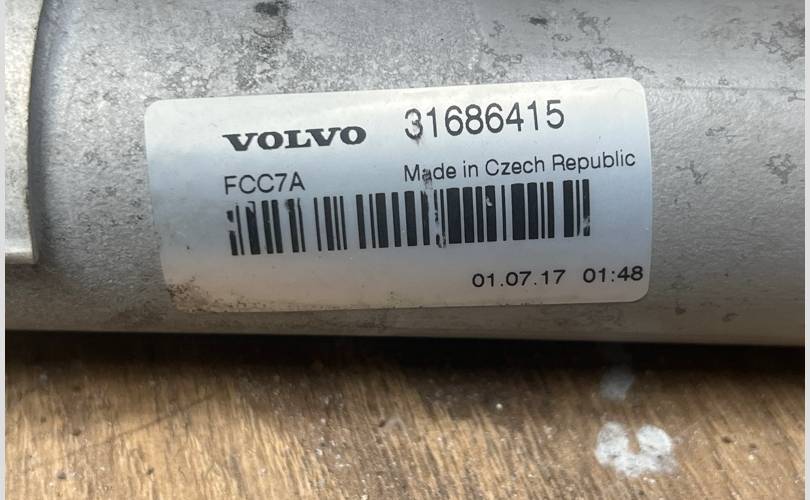 VOLVO 31686415
FCC7A Made in Czech Republic
01.07.17 01:48